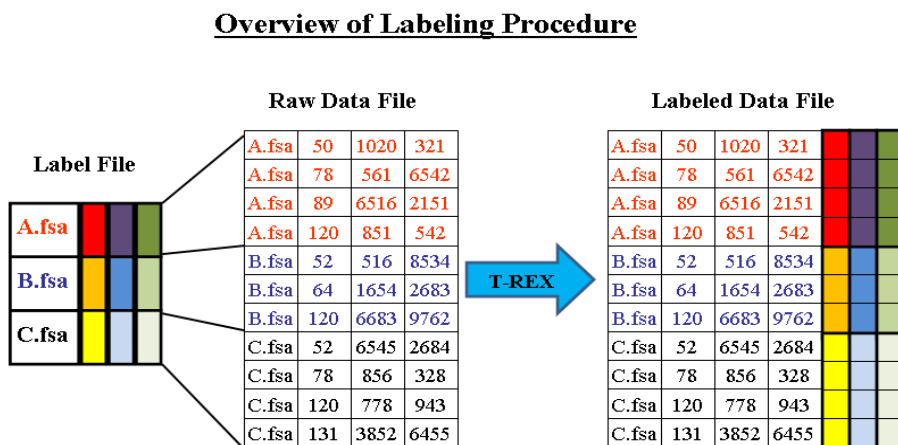 Overview of Labeling Procedure
Label File
A.fsa
B.fsa
C.fsa
Raw Data File
A.fsa 50 1020 321
A.fsa 78 561 6542
A.fsa 89 6516 2151
A.fsa 120 851 542
B.fsa 52 516 8534
B.fsa 64 1654 2683
B.fsa 120 6683 9762
C.fsa 52 6545 2684
C.fsa 78 856 328
C.fsa 120 778 943
C.fsa 131 3852 6455
T-REX
Labeled Data File
A.fsa 50 1020 321
A.fsa 78 561 6542
A.fsa 89 6516 2151
A.fsa 120 851 542
B.fsa 52 516 8534
B.fsa 64 1654 2683
B.fsa 120 6683 9762
C.fsa 52 6545 2684
C.fsa 78 856 328
C.fsa 120 778 943
C.fsa 131 3852 6455